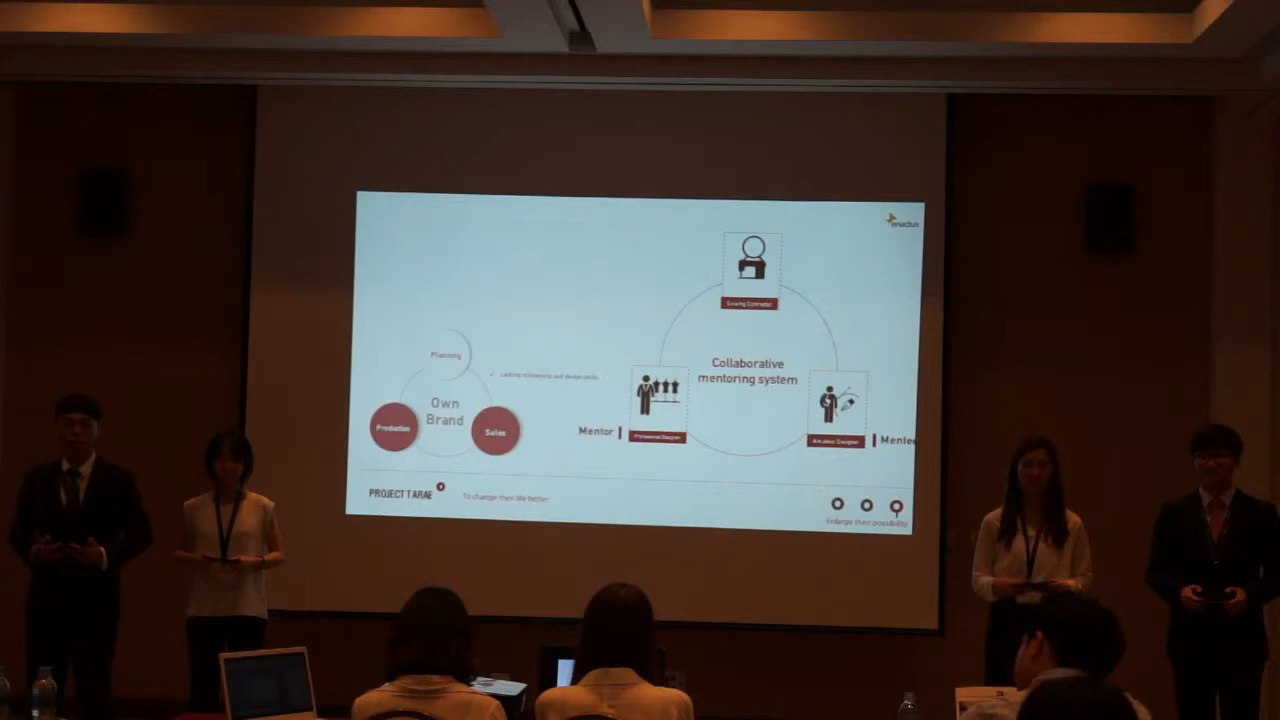 enactus
Sewing Contractor
Planning
Own
Brand
Production
Sales
Collaborative
mentoring system
Mentor
Professional Designer
Amateur Designer
Mentee
PROJECT TARAE
To change their life better
Enlarge their possibility